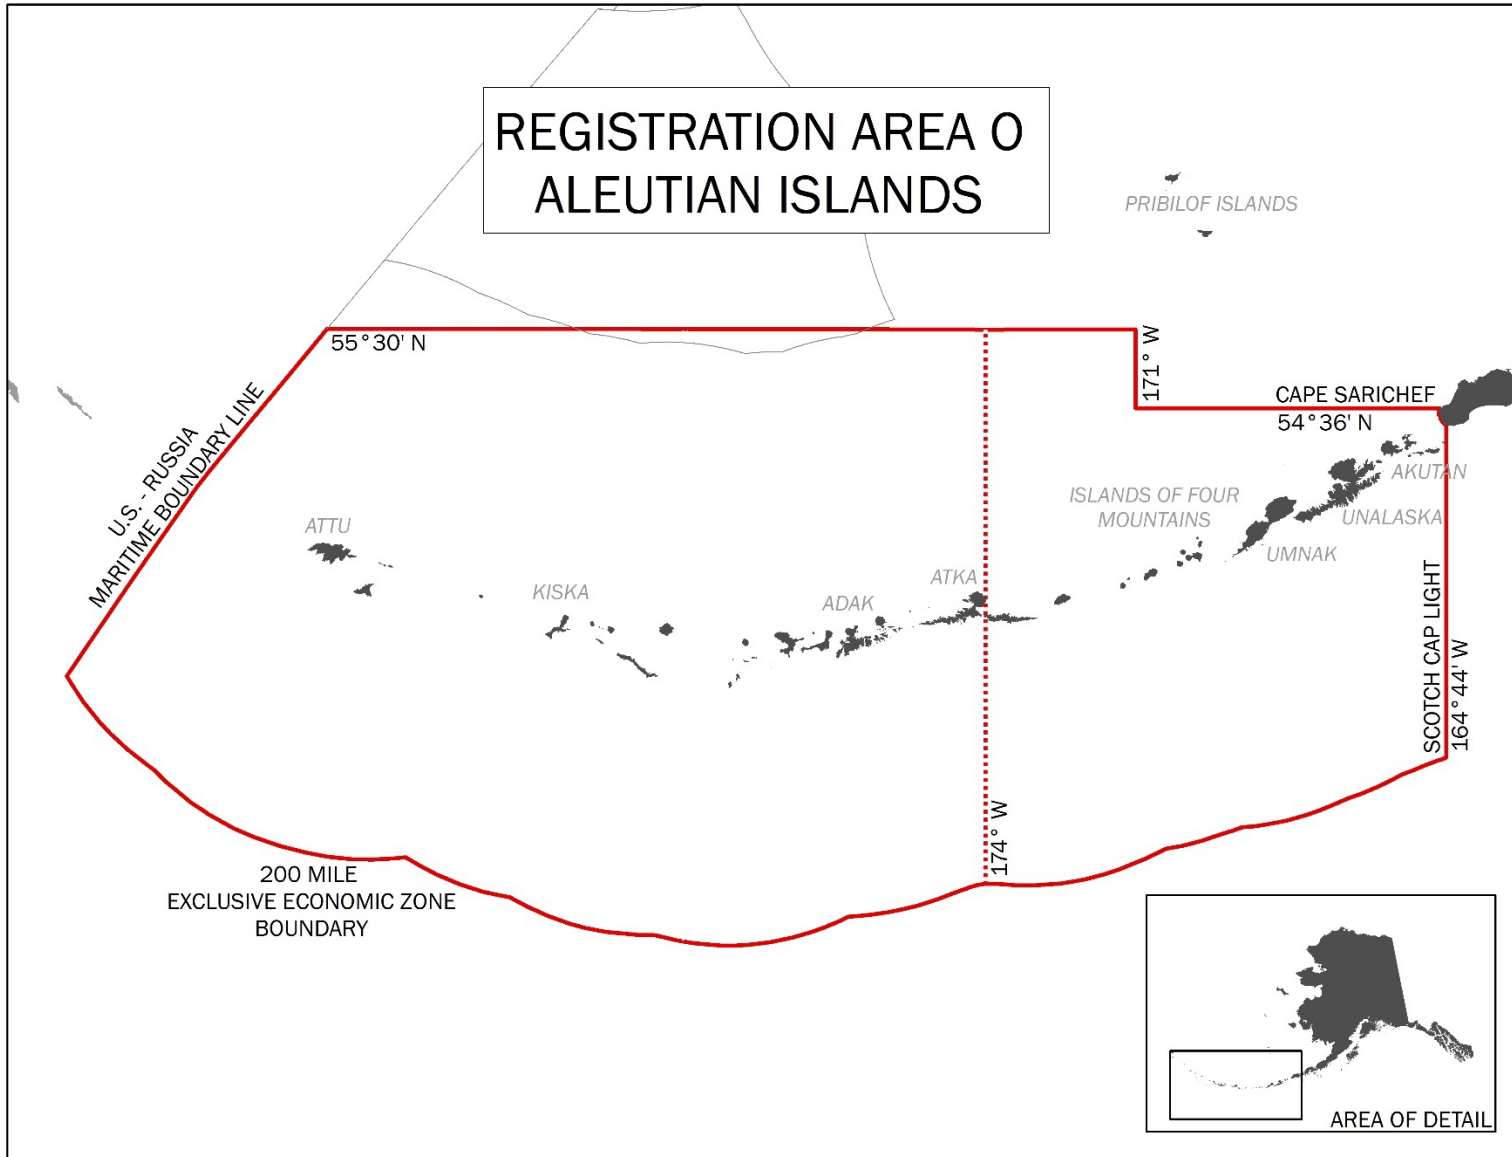 REGISTRATION AREA O
ALEUTIAN ISLANDS
PRIBILOF ISLANDS
55°30' N
171° W
CAPE SARICHEF
54°36' N
U.S. - RUSSIA
MARITIME BOUNDARY LINE
AKUTAN
ISLANDS OF FOUR
MOUNTAINS
UNALASKA
ATTU
UMNAK
KISKA
ADAK
ATKA
SCOTCH CAP LIGHT
164°44' W
174° W
200 MILE
EXCLUSIVE ECONOMIC ZONE
BOUNDARY
AREA OF DETAIL